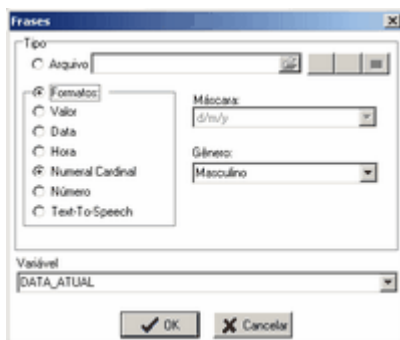 Frases
Tipo
Arquivo
Formatos:
Valor
Data
Hora
Numeral Cardinal
Número
Text-To-Speech
Máscara:
d/m/y
Gênero:
Masculino
Variável
DATA_ATUAL
OK
Cancelar